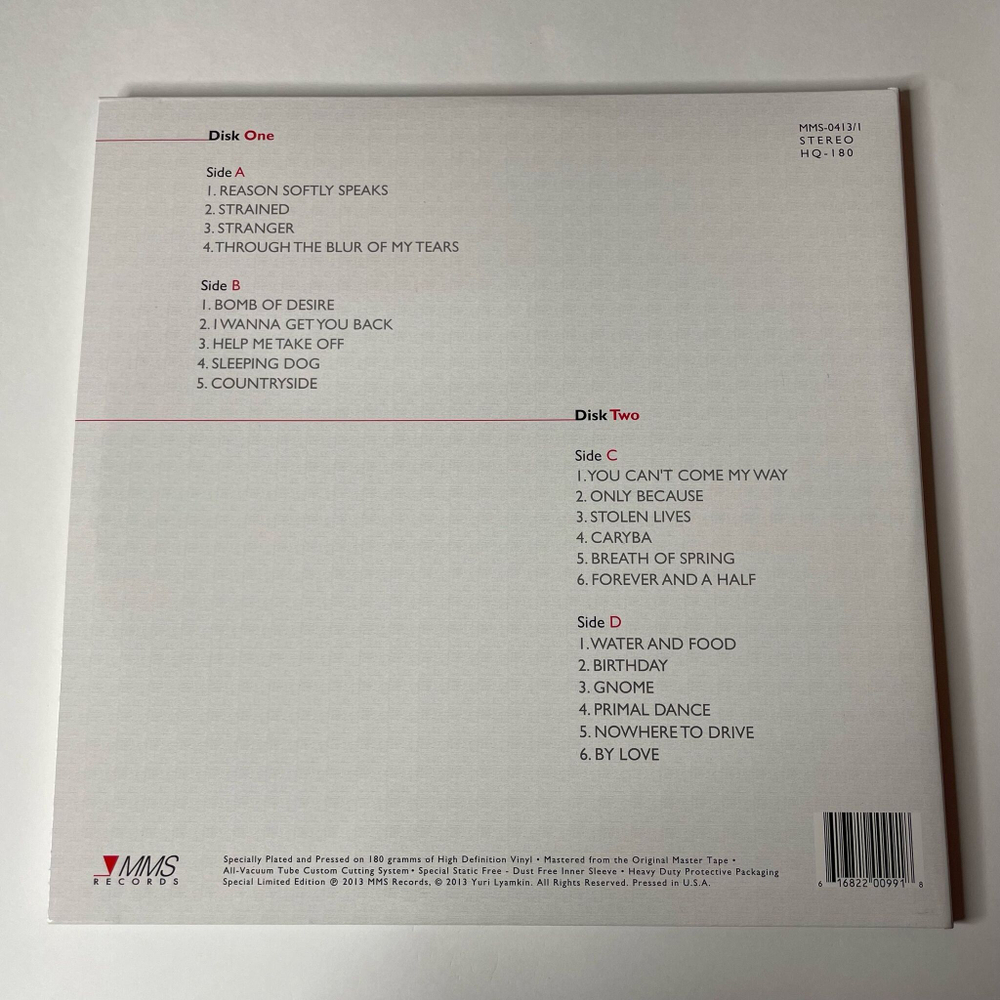 Disk One
MMS-0413/1
STEREO
HQ-180
Side A
1. REASON SOFTLY SPEAKS
2. STRAINED
3. STRANGER
4. THROUGH THE BLUR OF MY TEARS
Side B
1. BOMB OF DESIRE
2. I WANNA GET YOU BACK
3. HELP ME TAKE OFF
4. SLEEPING DOG
5. COUNTRYSIDE
Disk Two
Side C
1. YOU CAN'T COME MY WAY
2. ONLY BECAUSE
3. STOLEN LIVES
4. CARYBA
5. BREATH OF SPRING
6. FOREVER AND A HALF
Side D
1. WATER AND FOOD
2. BIRTHDAY
3. GNOME
4. PRIMAL DANCE
5. NOWHERE TO DRIVE
6. BY LOVE
MMS
RECORDS
Specially Plated and Pressed on 180 gramms of High Definition Vinyl • Mastered from the Original Master Tape •
All-Vacuum Tube Custom Cutting System • Special Static Free - Dust Free Inner Sleeve • Heavy Duty Protective Packaging
Special Limited Edition ℗ 2013 MMS Records, © 2013 Yuri Lyamkin. All Rights Reserved. Pressed in U.S.A.
6 16822 00991 8